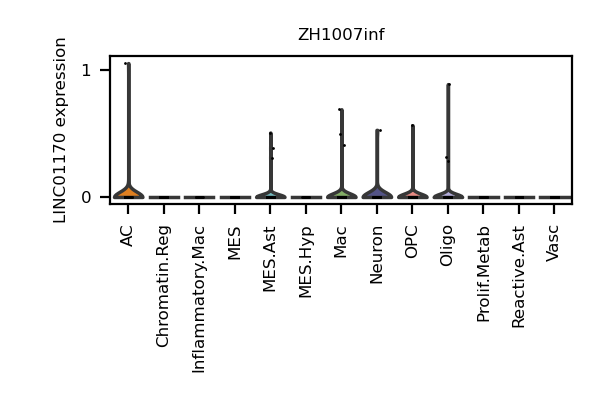 ZH1007inf
LINC01170 expression
1
0
AC
Chromatin.Reg
Inflammatory.Mac
MES
MES.Ast
MES.Hyp
Mac
Neuron
OPC
Oligo
Prolif.Metab
Reactive.Ast
Vasc